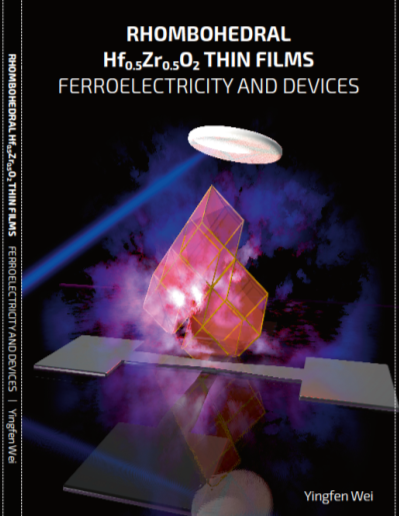 RHOMBOHEDRAL
Hf₀.₅Zr₀.₅O₂ THIN FILMS
FERROELECTRICITY AND DEVICES
RHOMBOHEDRAL Hf₀.₅Zr₀.₅O₂ THIN FILMS FERROELECTRICITY AND DEVICES | Yingfen Wei
Yingfen Wei